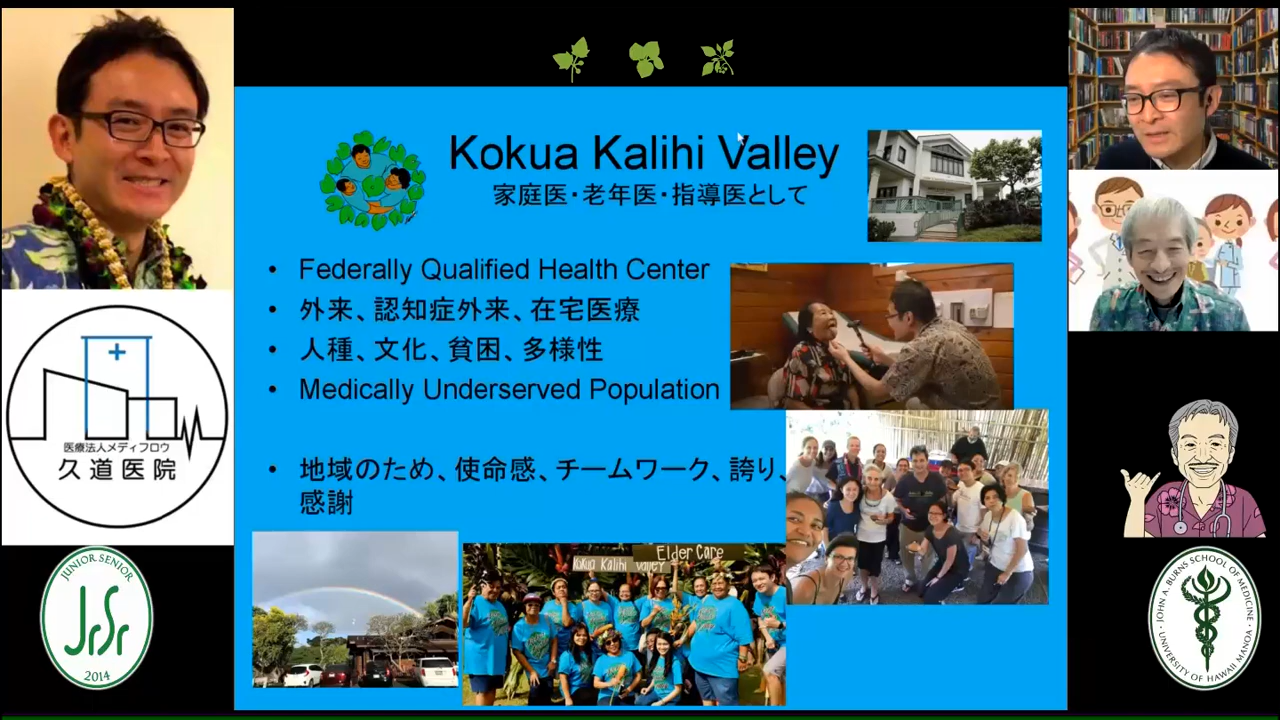 Kokua Kalihi Valley
家庭医・老年医・指導医として
• Federally Qualified Health Center
• 外来、認知症外来、在宅医療
• 人種、文化、貧困、多様性
• Medically Underserved Population
• 地域のため、使命感、チームワーク、誇り、
感謝
Elder Care
Kokua Kalihi Valley
医療法人メディフロウ
久道医院
JUNIOR SENIOR
JrSr
2014
JOHN A. BURNS SCHOOL OF MEDICINE
UNIVERSITY OF HAWAII MANOA